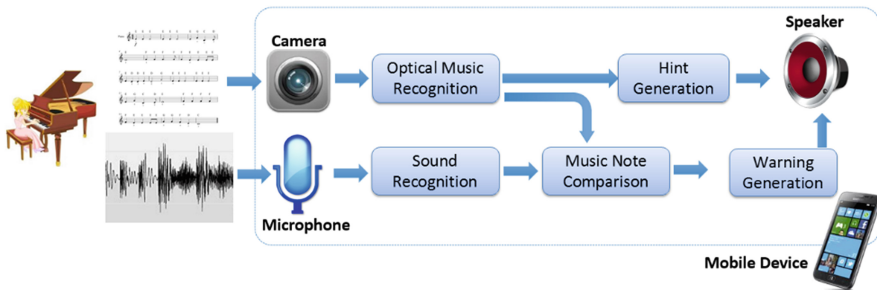 Camera
Optical Music
Recognition
Hint
Generation
Speaker
Microphone
Sound
Recognition
Music Note
Comparison
Warning
Generation
Mobile Device